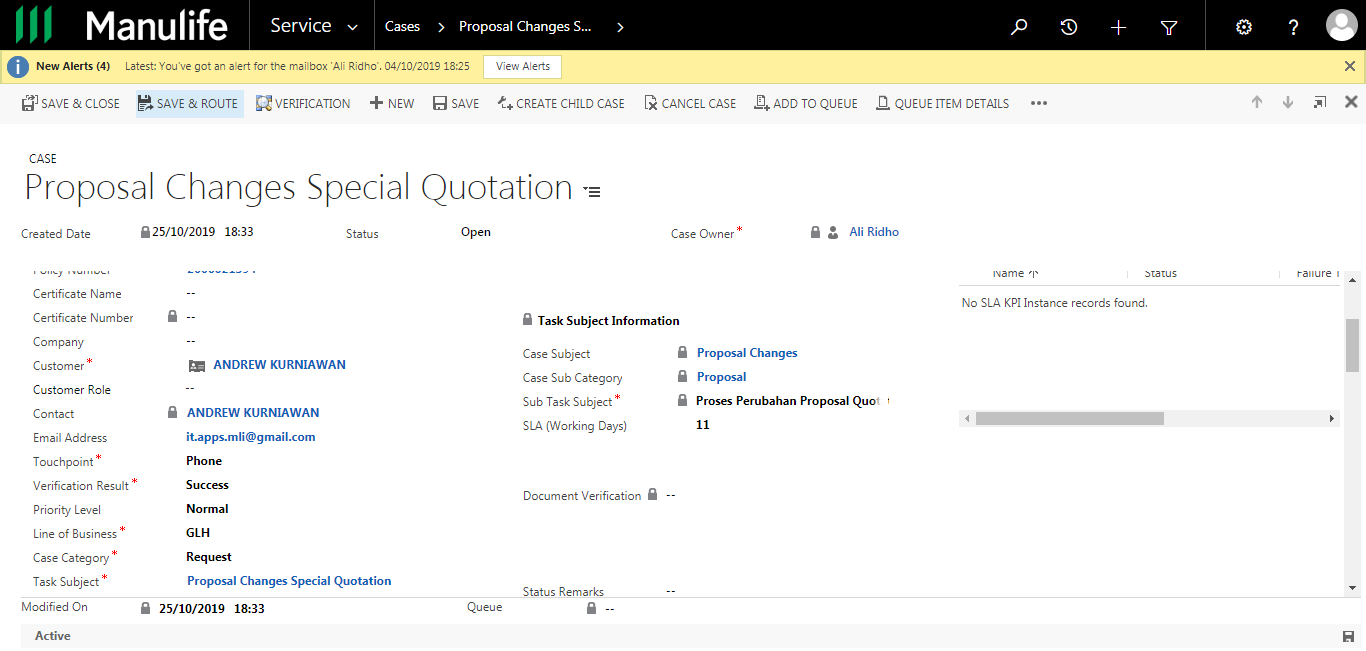 Manulife Service Cases Proposal Changes S...
New Alerts (4) Latest: You've got an alert for the mailbox 'Ali Ridho'. 04/10/2019 18:25 View Alerts
SAVE & CLOSE SAVE & ROUTE VERIFICATION NEW SAVE CREATE CHILD CASE CANCEL CASE ADD TO QUEUE QUEUE ITEM DETAILS
CASE
Proposal Changes Special Quotation
Created Date 25/10/2019 18:33 Status Open Case Owner* Ali Ridho
Policy Number
Name Status Failure
Certificate Name --
No SLA KPI Instance records found.
Certificate Number --
Task Subject Information
Company --
Case Subject Proposal Changes
Customer* ANDREW KURNIAWAN
Case Sub Category Proposal
Customer Role --
Sub Task Subject* Proses Perubahan Proposal Quot
Contact ANDREW KURNIAWAN
SLA (Working Days) 11
Email Address it.apps.mli@gmail.com
Touchpoint* Phone
Verification Result* Success
Document Verification --
Priority Level Normal
Line of Business* GLH
Case Category* Request
Task Subject* Proposal Changes Special Quotation
Status Remarks --
Modified On 25/10/2019 18:33 Queue --
Active